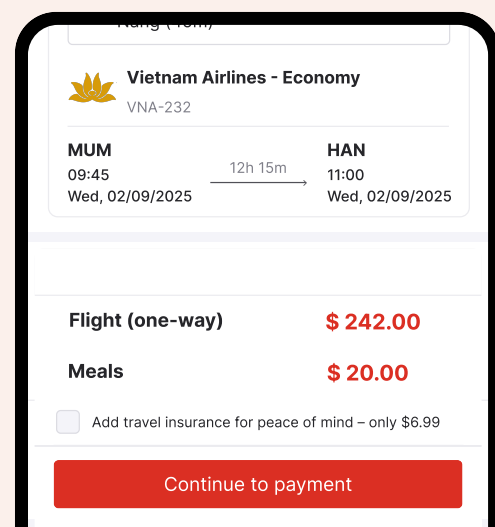 Vietnam Airlines - Economy
VNA-232
MUM
09:45
Wed, 02/09/2025
12h 15m
HAN
11:00
Wed, 02/09/2025
Flight (one-way) $ 242.00
Meals $ 20.00
Add travel insurance for peace of mind – only $6.99
Continue to payment